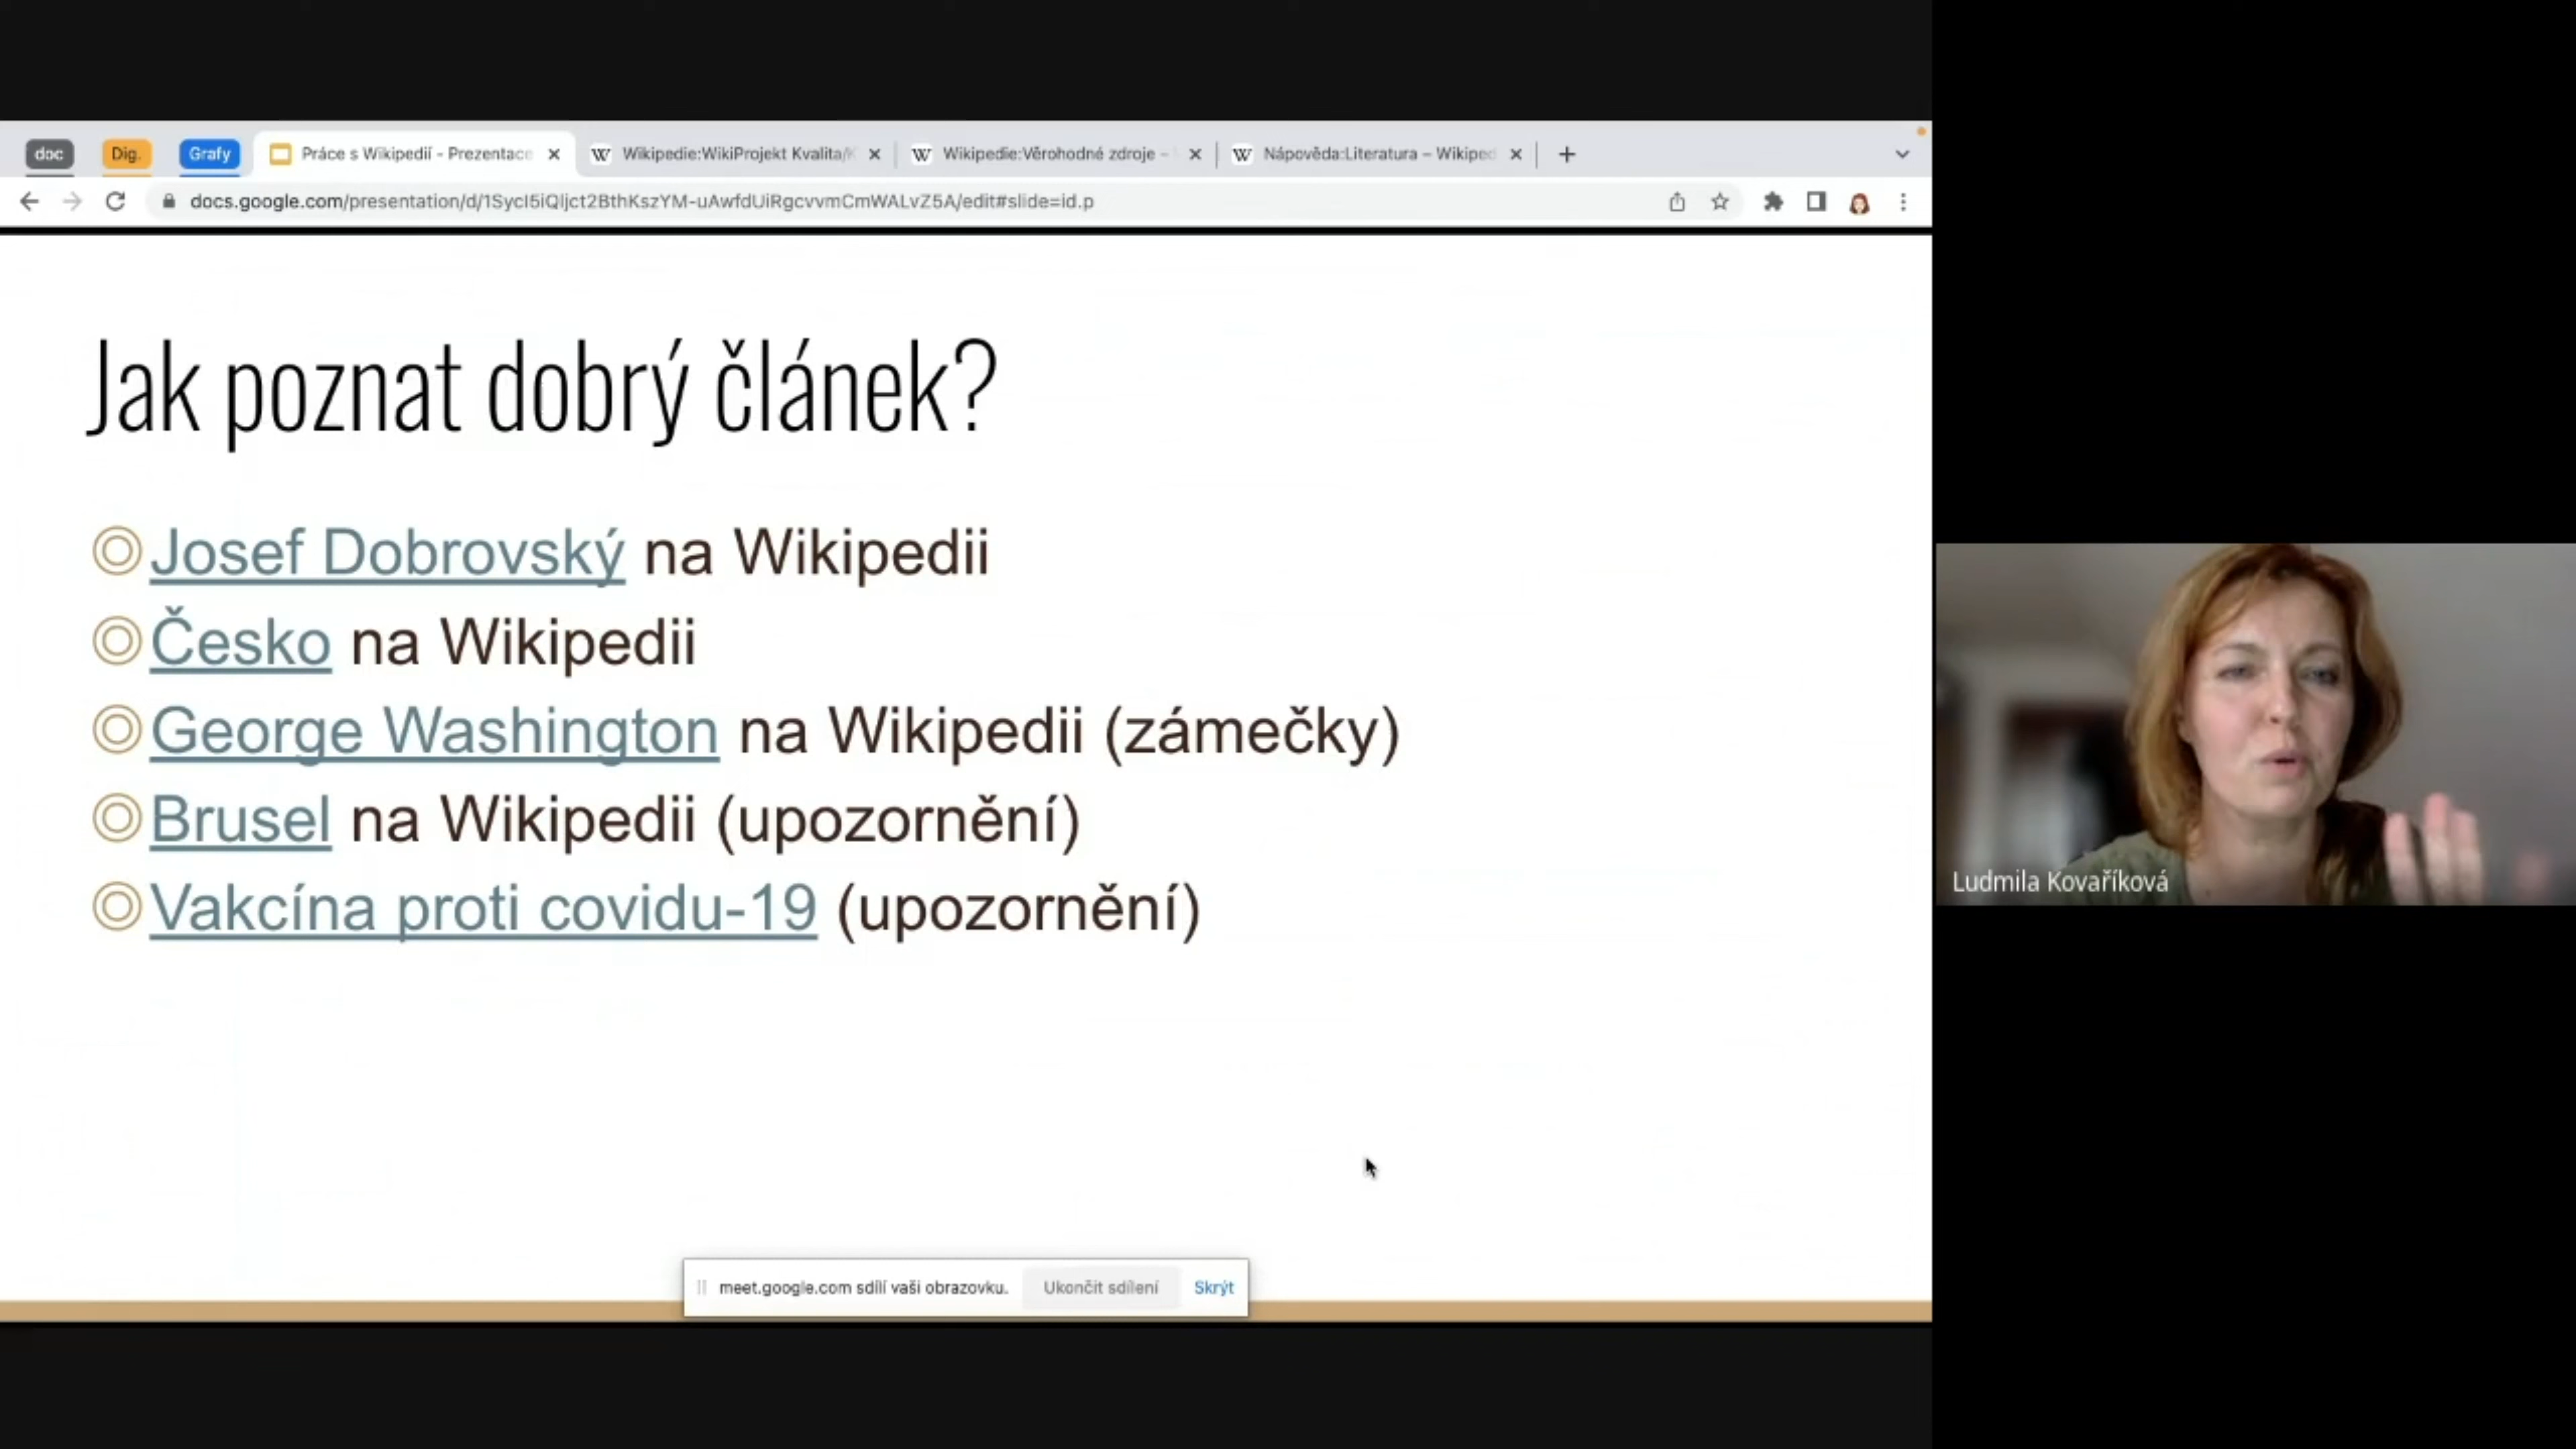 doc Dig. Grafy Práce s Wikipedií - Prezentace Wikipedie:WikiProjekt Kvalita/ Wikipedie:Věrohodné zdroje – Nápověda:Literatura – Wikiped
docs.google.com/presentation/d/1SycI5iQljct2BthKszYM-uAwfdUiRgcvvmCmWALvZ5A/edit#slide=id.p
Jak poznat dobrý článek?
Josef Dobrovský na Wikipedii
Česko na Wikipedii
George Washington na Wikipedii (zámečky)
Brusel na Wikipedii (upozornění)
Vakcína proti covidu-19 (upozornění)
Ludmila Kovaříková
meet.google.com sdílí vaši obrazovku. Ukončit sdílení Skrýt